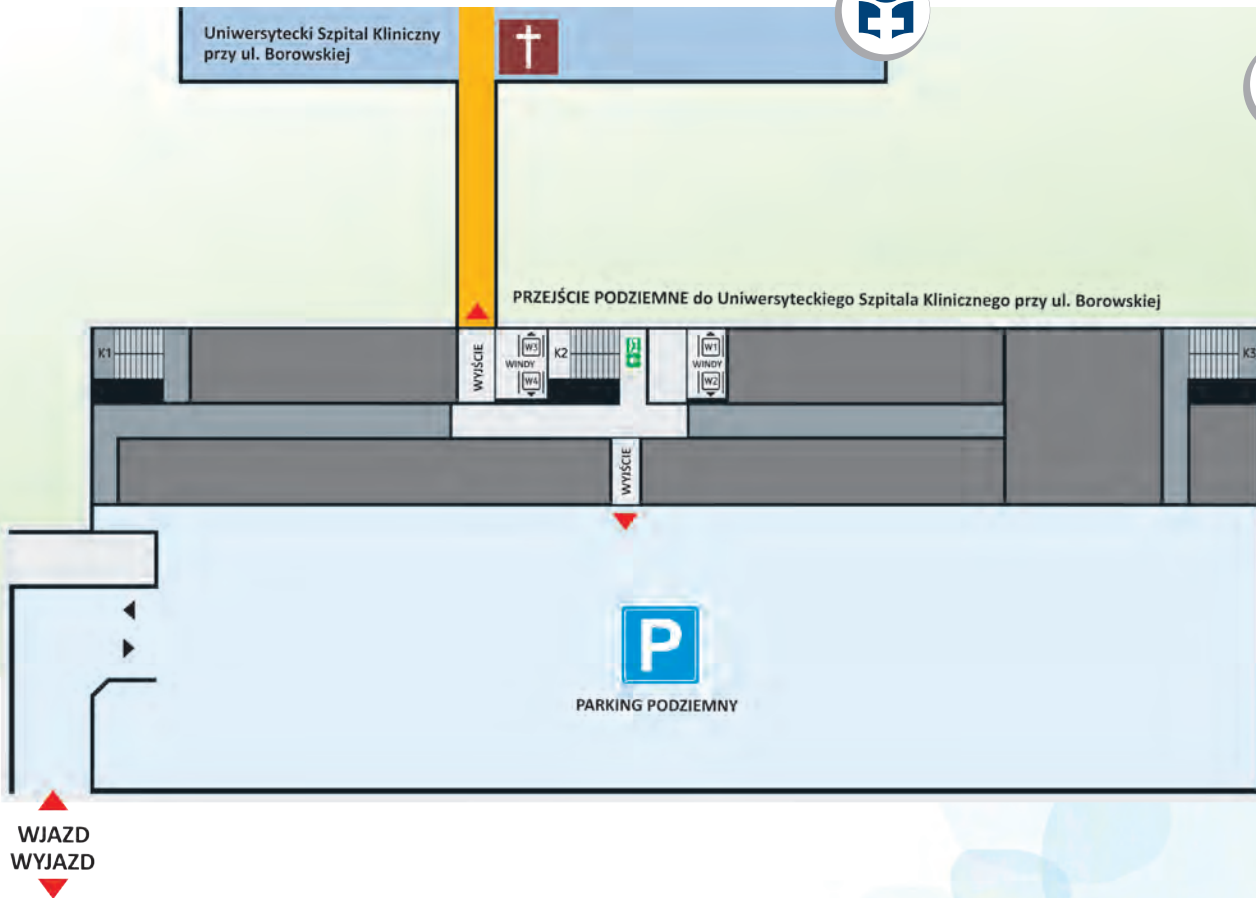 Uniwersytecki Szpital Kliniczny
przy ul. Borowskiej
PRZEJŚCIE PODZIEMNE do Uniwersyteckiego Szpitala Klinicznego przy ul. Borowskiej
K1
WYJŚCIE
W3
WINDY
W4
K2
W1
WINDY
W2
K3
WYJŚCIE
P
PARKING PODZIEMNY
WJAZD
WYJAZD